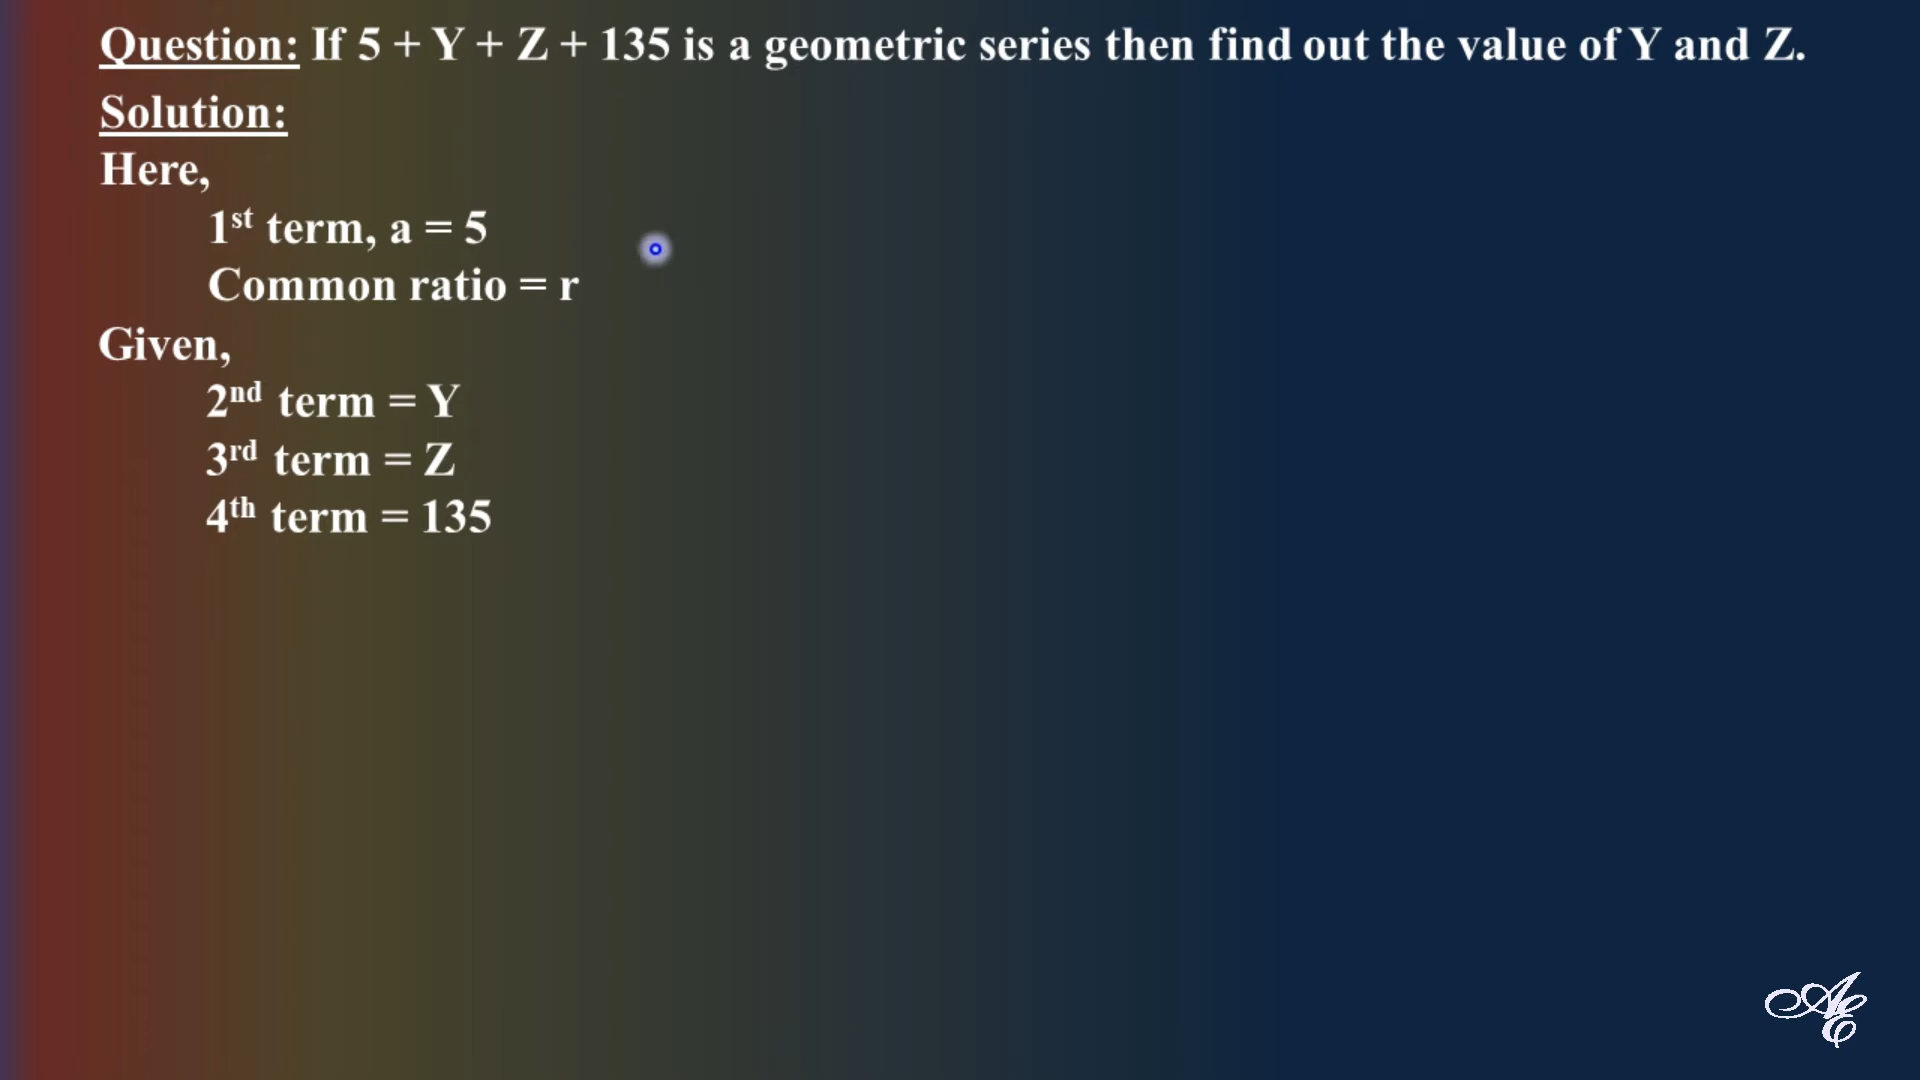 Question: If 5 + Y + Z + 135 is a geometric series then find out the value of Y and Z.
Solution:
Here,
1st term, a = 5
Common ratio = r
Given,
2nd term = Y
3rd term = Z
4th term = 135